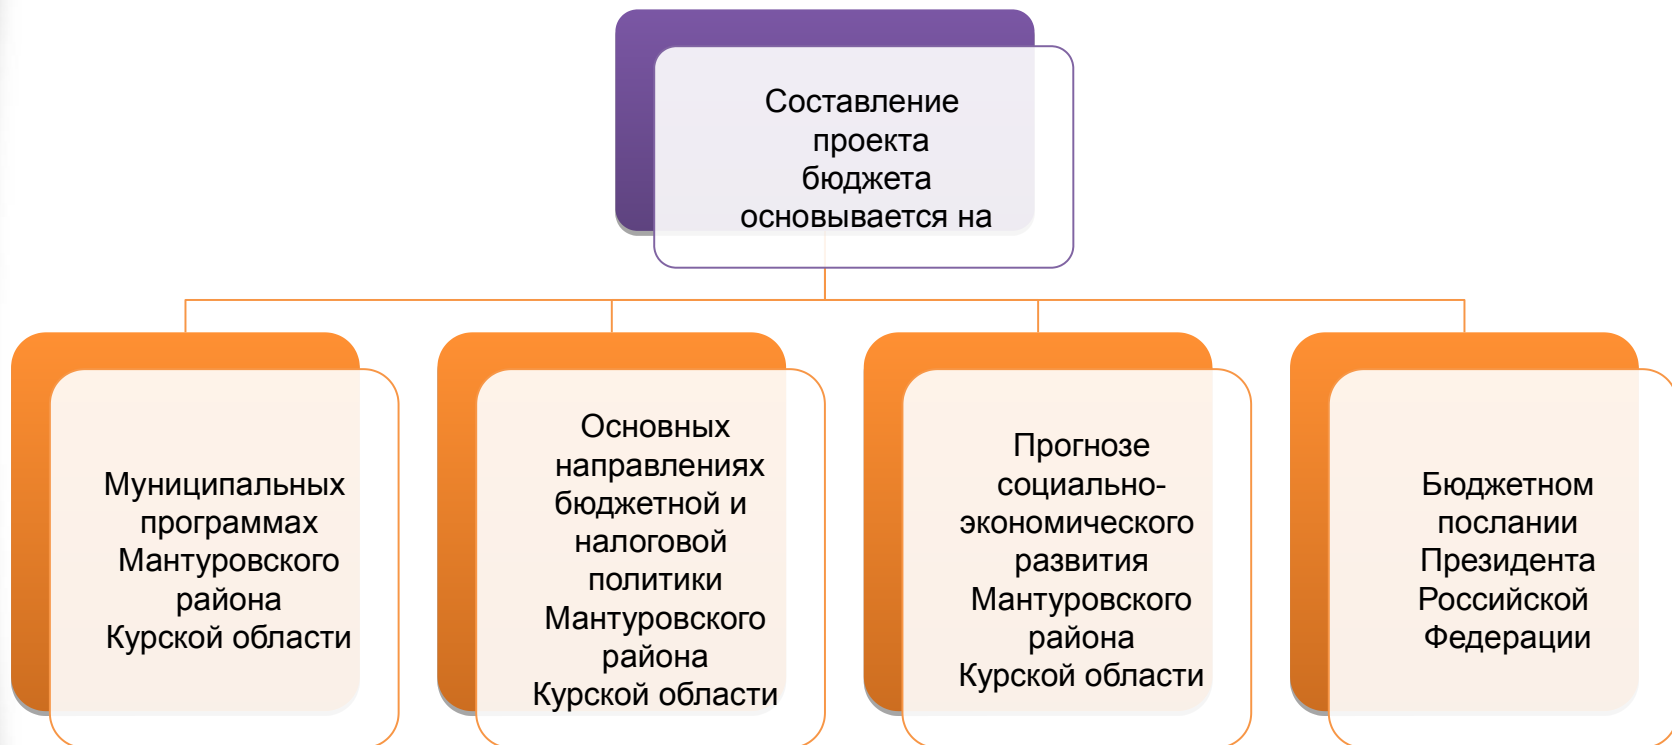 Составление
проекта
бюджета
основывается на
Муниципальных
программах
Мантуровского
района
Курской области
Основных
направлениях
бюджетной и
налоговой
политики
Мантуровского
района
Курской области
Прогнозе
социально-
экономического
развития
Мантуровского
района
Курской области
Бюджетном
послании
Президента
Российской
Федерации